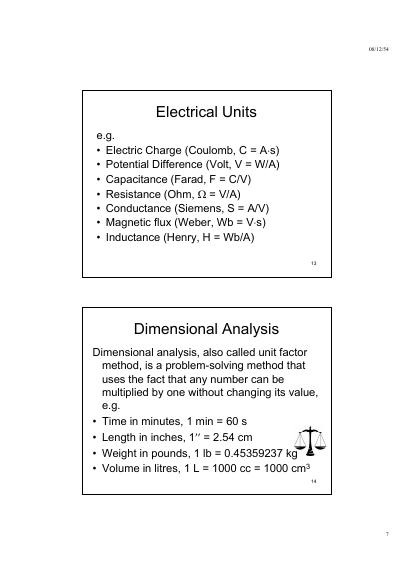 08/12/54
Electrical Units
e.g.
• Electric Charge (Coulomb, C = A·s)
• Potential Difference (Volt, V = W/A)
• Capacitance (Farad, F = C/V)
• Resistance (Ohm, Ω = V/A)
• Conductance (Siemens, S = A/V)
• Magnetic flux (Weber, Wb = V·s)
• Inductance (Henry, H = Wb/A)
13
Dimensional Analysis
Dimensional analysis, also called unit factor
method, is a problem-solving method that
uses the fact that any number can be
multiplied by one without changing its value,
e.g.
• Time in minutes, 1 min = 60 s
• Length in inches, 1″ = 2.54 cm
• Weight in pounds, 1 lb = 0.45359237 kg
• Volume in litres, 1 L = 1000 cc = 1000 cm³
14
7